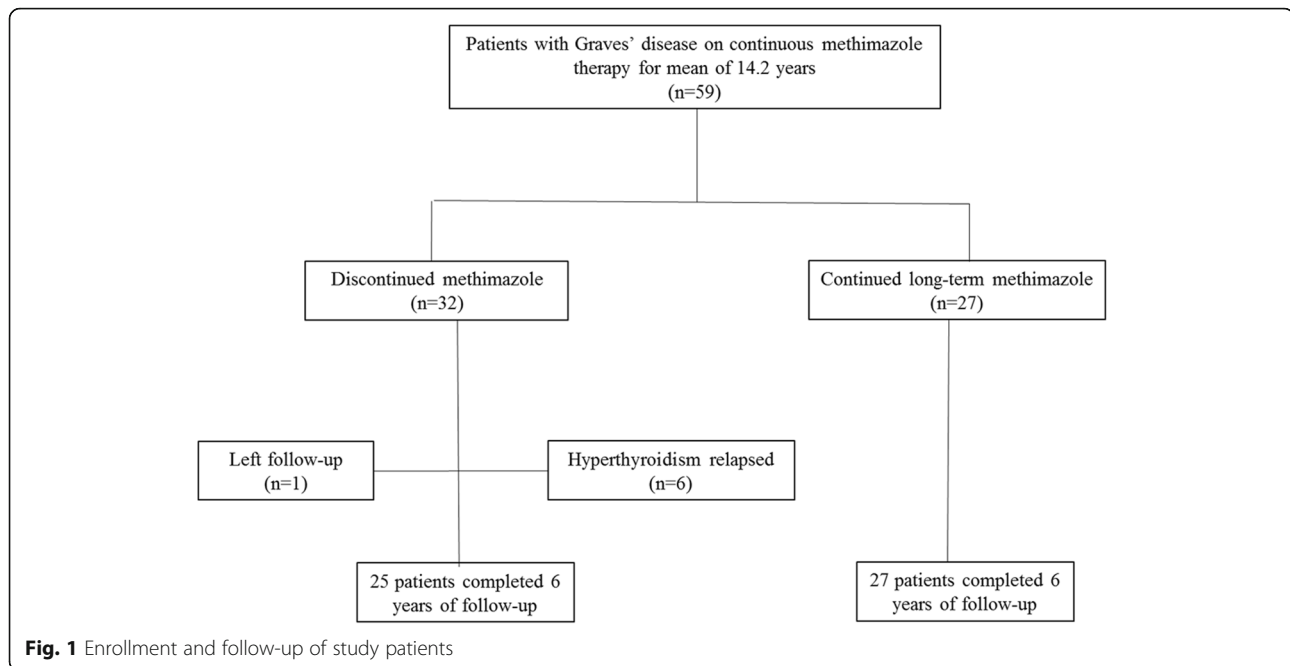 Patients with Graves’ disease on continuous methimazole
therapy for mean of 14.2 years
(n=59)
Discontinued methimazole
(n=32)
Continued long-term methimazole
(n=27)
Left follow-up
(n=1)
Hyperthyroidism relapsed
(n=6)
25 patients completed 6
years of follow-up
27 patients completed 6
years of follow-up
Fig. 1 Enrollment and follow-up of study patients